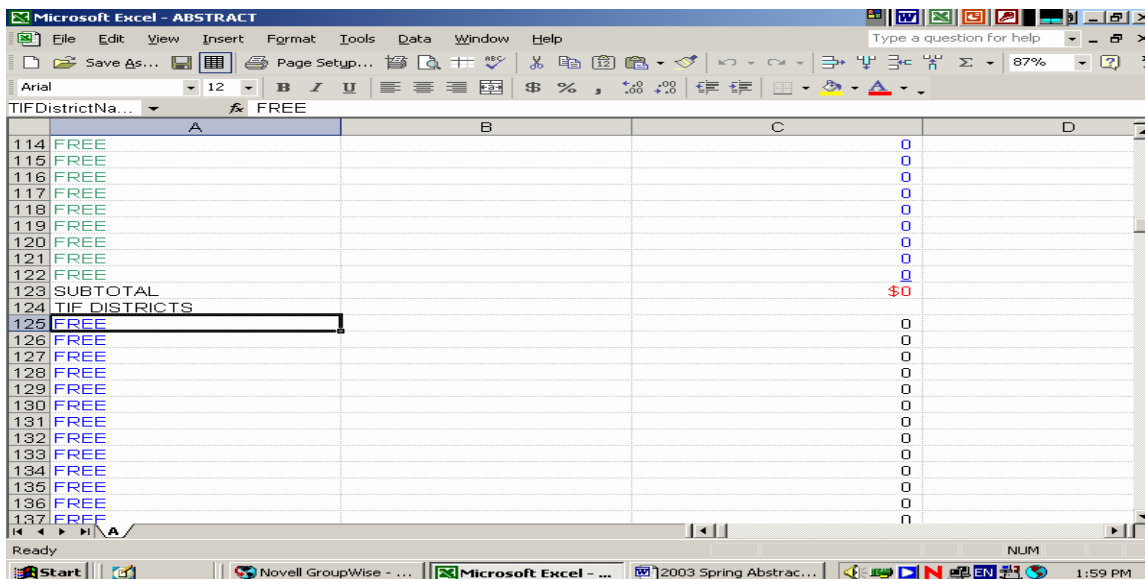 Microsoft Excel - ABSTRACT
File Edit View Insert Format Tools Data Window Help Type a question for help
Save As... Page Setup... ABC 87%
Arial 12 B I U $ % , .00 .00 A
TIFDistrictNa... fx FREE
A B C D
114 FREE 0
115 FREE 0
116 FREE 0
117 FREE 0
118 FREE 0
119 FREE 0
120 FREE 0
121 FREE 0
122 FREE 0
123 SUBTOTAL $0
124 TIF DISTRICTS
125 FREE 0
126 FREE 0
127 FREE 0
128 FREE 0
129 FREE 0
130 FREE 0
131 FREE 0
132 FREE 0
133 FREE 0
134 FREE 0
135 FREE 0
136 FREE 0
137 FREE 0
A
Ready NUM
Start Novell GroupWise - ... Microsoft Excel - ... 2003 Spring Abstrac... N EN 1:59 PM